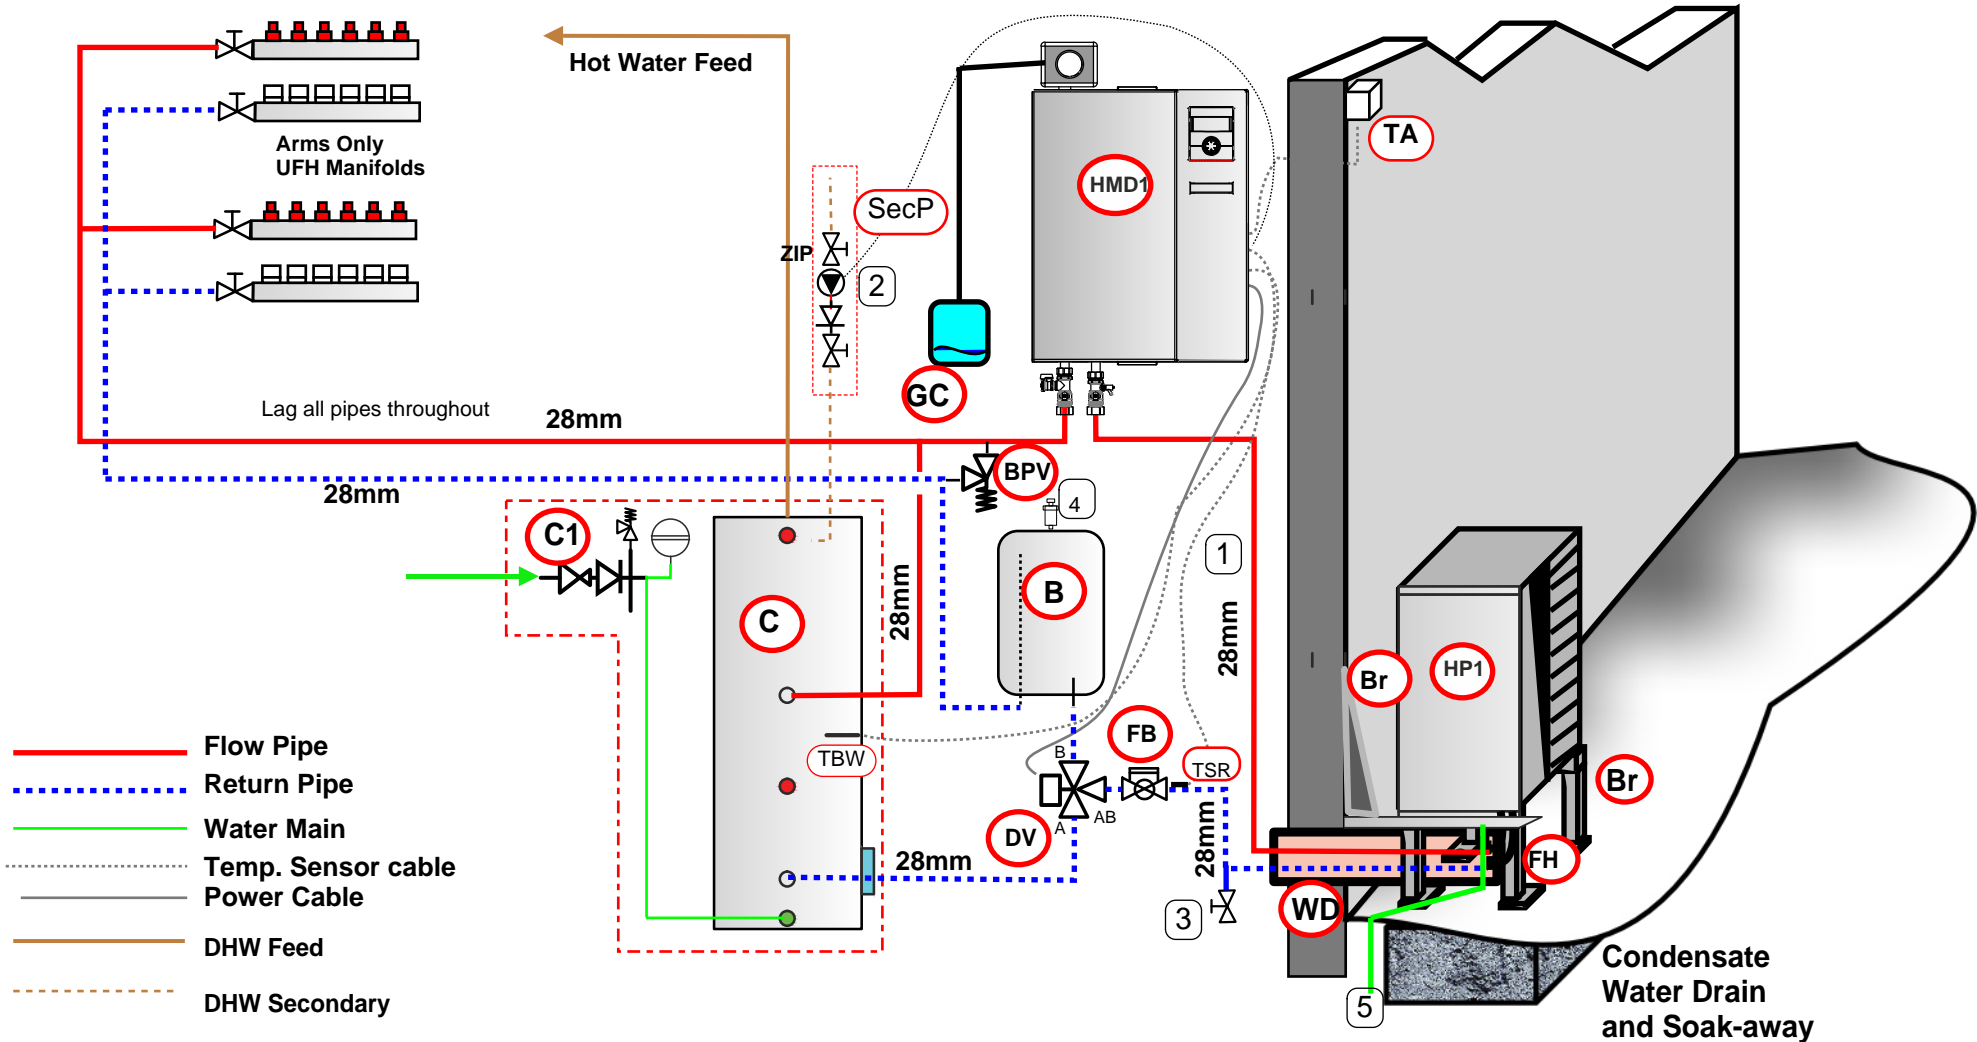 Hot Water Feed
Arms Only
UFH Manifolds
TA
HMD1
SecP
ZIP
2
GC
Lag all pipes throughout
28mm
28mm
BPV
4
C1
1
B
C
28mm
28mm
Br
HP1
Flow Pipe
Return Pipe
Water Main
Temp. Sensor cable
Power Cable
DHW Feed
DHW Secondary
TBW
B
FB
TSR
Br
A
AB
DV
28mm
28mm
FH
3
WD
5
Condensate
Water Drain
and Soak-away